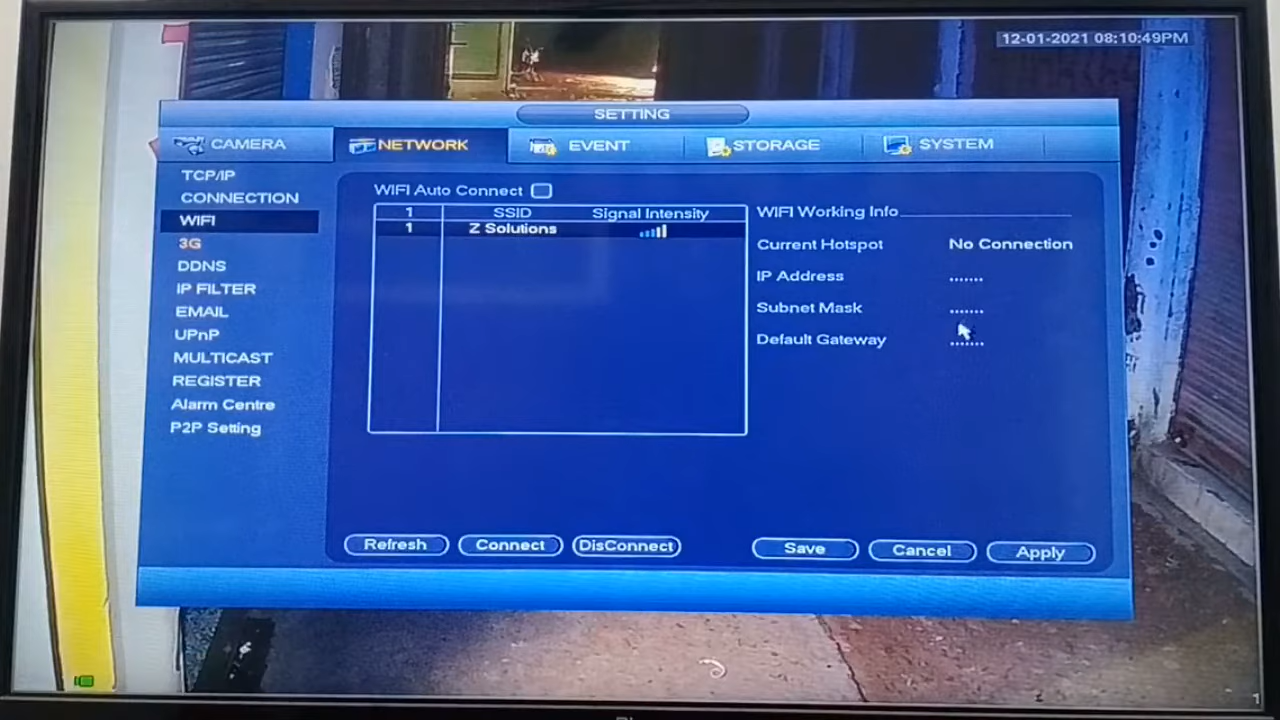 12-01-2021 08:10:49PM
SETTING
CAMERA NETWORK EVENT STORAGE SYSTEM
TCP/IP
CONNECTION
WIFI
3G
DDNS
IP FILTER
EMAIL
UPnP
MULTICAST
REGISTER
Alarm Centre
P2P Setting
WIFI Auto Connect
1 SSID Signal Intensity
1 Z Solutions
WIFI Working Info
Current Hotspot No Connection
IP Address .......
Subnet Mask .......
Default Gateway .......
Refresh Connect DisConnect Save Cancel Apply
1